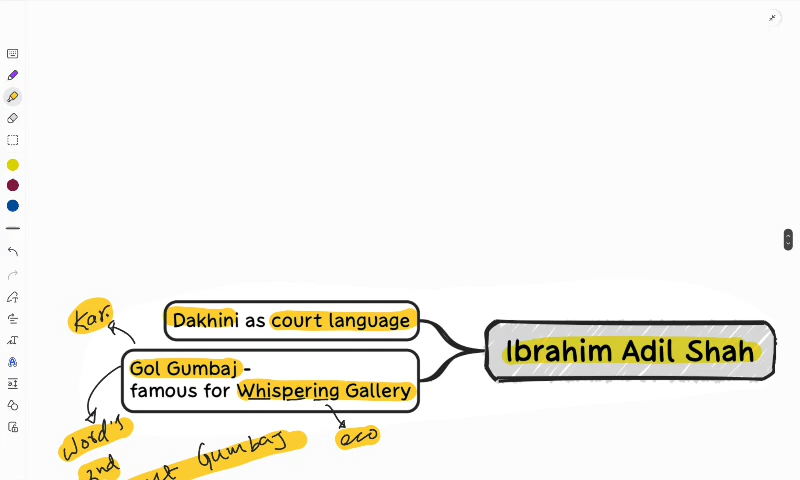 Kar.
Dakhini as court language
Ibrahim Adil Shah
Gol Gumbaj -
famous for Whispering Gallery
Word's
eco
2nd
Gumbaj